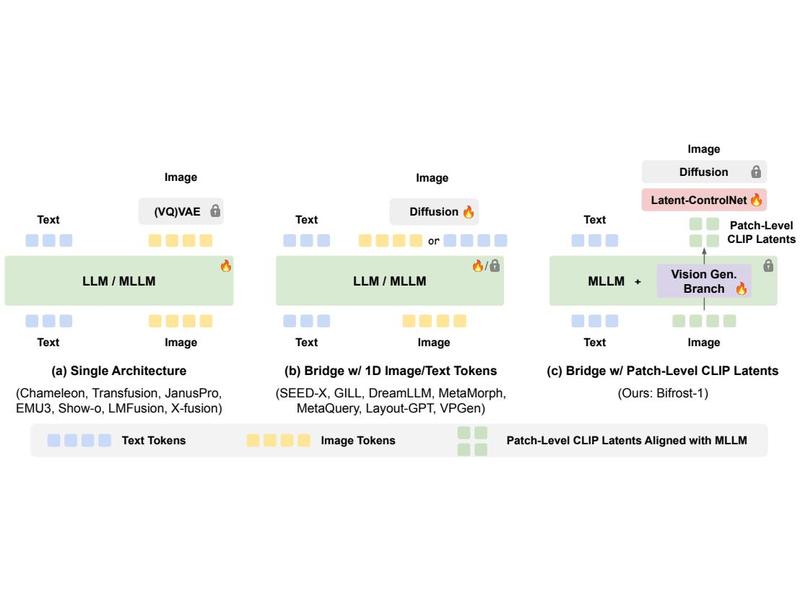 Image
(VQ)VAE
Text
LLM / MLLM
Text
Image
(a) Single Architecture
(Chameleon, Transfusion, JanusPro,
EMU3, Show-o, LMFusion, X-fusion)
Image
Diffusion
Text
or
LLM / MLLM
/
Text
Image
(b) Bridge w/ 1D Image/Text Tokens
(SEED-X, GILL, DreamLLM, MetaMorph,
MetaQuery, Layout-GPT, VPGen)
Image
Diffusion
Latent-ControlNet
Text
Patch-Level
CLIP Latents
MLLM +
Vision Gen.
Branch
Text
Image
(c) Bridge w/ Patch-Level CLIP Latents
(Ours: Bifrost-1)
Text Tokens
Image Tokens
Patch-Level CLIP Latents Aligned with MLLM